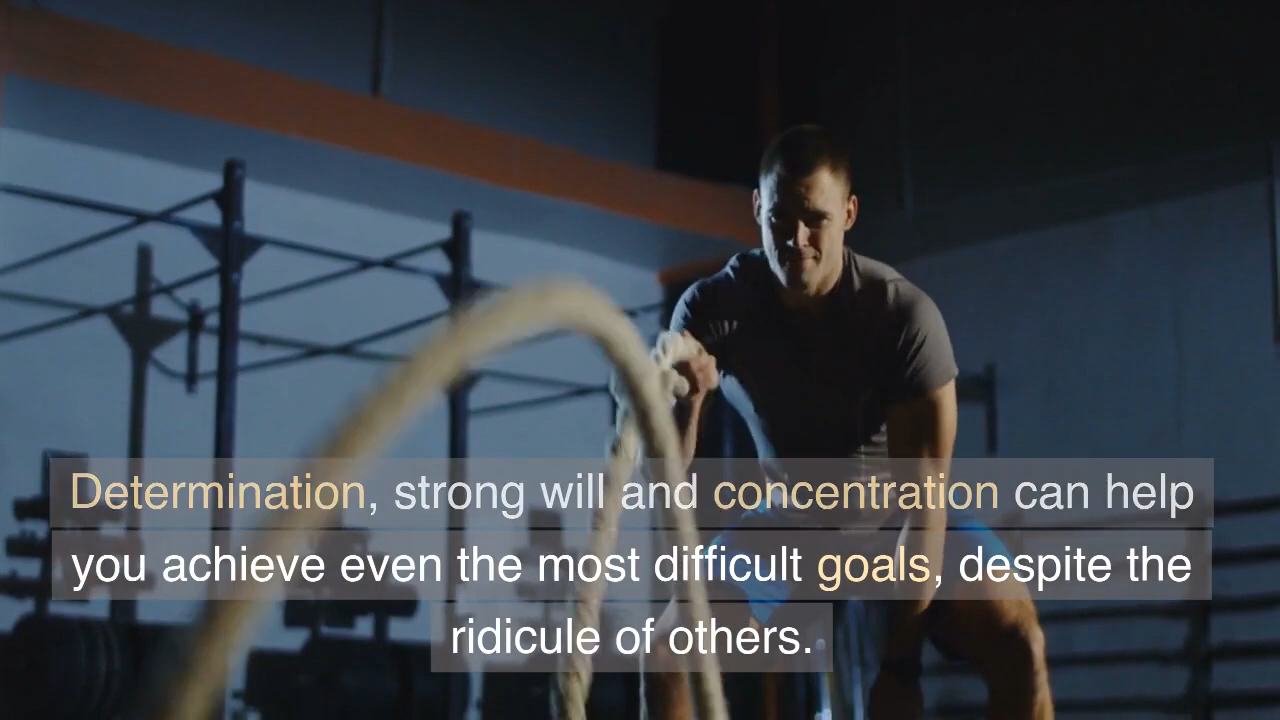 Determination, strong will and concentration can help
you achieve even the most difficult goals, despite the
ridicule of others.